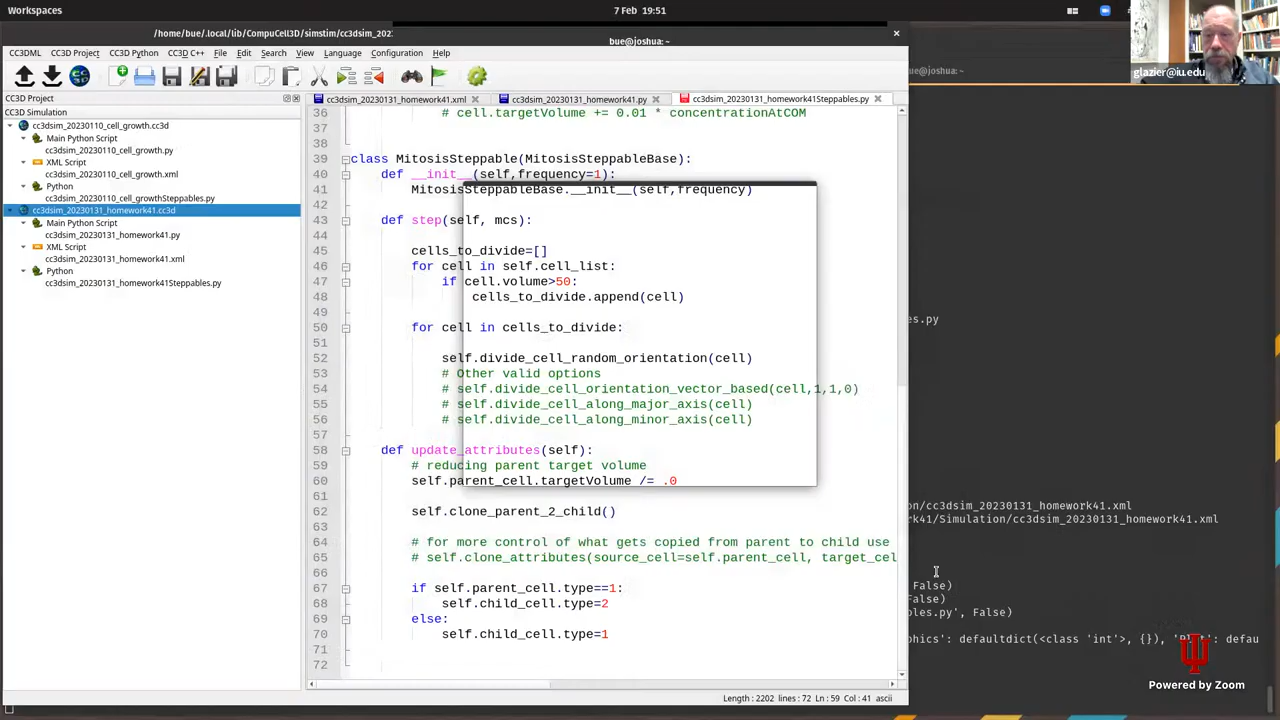 Workspaces
7 Feb 19:51
/home/bue/.local/lib/CompuCell3D/simstim/cc3dsim_202
bue@joshua:~
bue@joshua: ~
glazier@iu.edu
CC3DML CC3D Project CC3D Python CC3D C++ File Edit Search View Language Configuration Help
CC3D Project
CC3D Simulation
cc3dsim_20230110_cell_growth.cc3d
Main Python Script
cc3dsim_20230110_cell_growth.py
XML Script
cc3dsim_20230110_cell_growth.xml
Python
cc3dsim_20230110_cell_growthSteppables.py
cc3dsim_20230131_homework41.cc3d
Main Python Script
cc3dsim_20230131_homework41.py
XML Script
cc3dsim_20230131_homework41.xml
Python
cc3dsim_20230131_homework41Steppables.py
cc3dsim_20230131_homework41.xml
cc3dsim_20230131_homework41.py
cc3dsim_20230131_homework41Steppables.py
36 # cell.targetVolume += 0.01 * concentrationAtCOM
37
38
39 class MitosisSteppable(MitosisSteppableBase):
40 def __init__(self,frequency=1):
41 MitosisSteppableBase.__init__(self,frequency)
42
43 def step(self, mcs):
44
45 cells_to_divide=[]
46 for cell in self.cell_list:
47 if cell.volume>50:
48 cells_to_divide.append(cell)
49
50 for cell in cells_to_divide:
51
52 self.divide_cell_random_orientation(cell)
53 # Other valid options
54 # self.divide_cell_orientation_vector_based(cell,1,1,0)
55 # self.divide_cell_along_major_axis(cell)
56 # self.divide_cell_along_minor_axis(cell)
57
58 def update_attributes(self):
59 # reducing parent target volume
60 self.parent_cell.targetVolume /= .0
61
62 self.clone_parent_2_child()
63
64 # for more control of what gets copied from parent to child use
65 # self.clone_attributes(source_cell=self.parent_cell, target_cel
66
67 if self.parent_cell.type==1:
68 self.child_cell.type=2
69 else:
70 self.child_cell.type=1
71
72
es.py
on/cc3dsim_20230131_homework41.xml
rk41/Simulation/cc3dsim_20230131_homework41.xml
False)
False)
bles.py', False)
phics': defaultdict(<class 'int'>, {}), 'Pl t': defau
Powered by Zoom
Length : 2202 lines : 72 Ln : 59 Col : 41 ascii